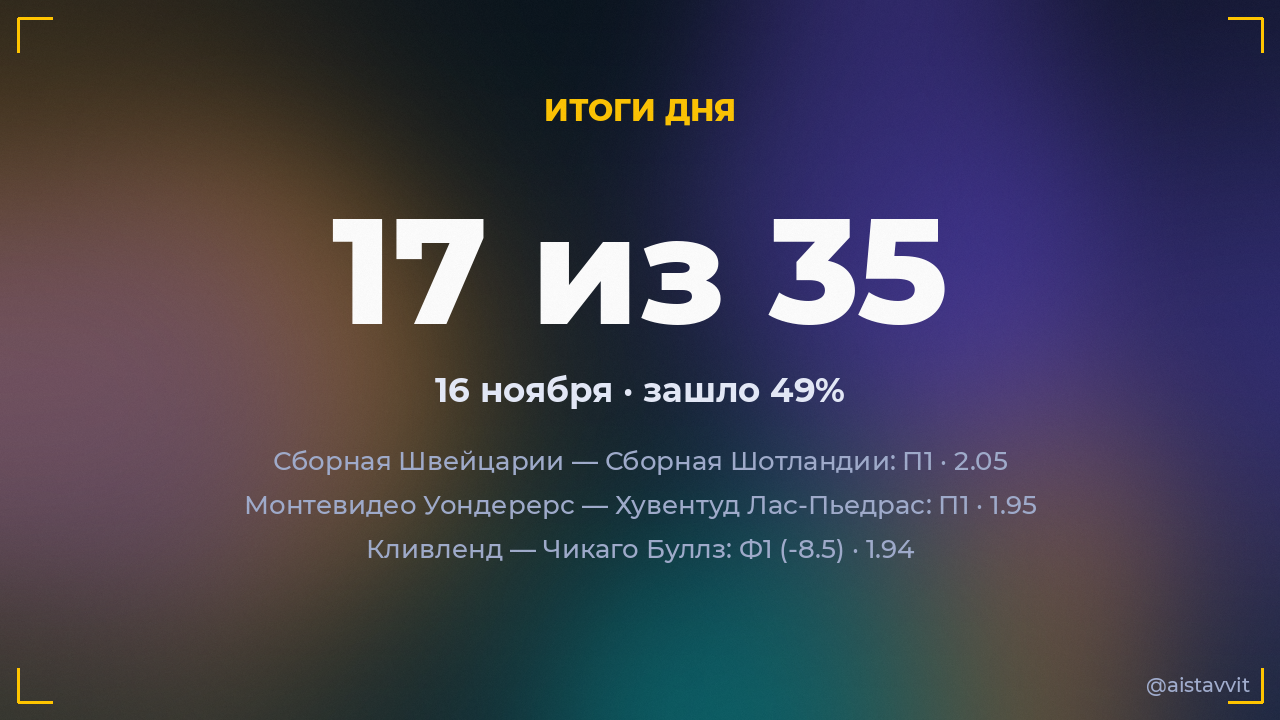 ИТОГИ ДНЯ
17 из 35
16 ноября · зашло 49%
Сборная Швейцарии — Сборная Шотландии: П1 · 2.05
Монтевидео Уондерерс — Хувентуд Лас-Пьедрас: П1 · 1.95
Кливленд — Чикаго Буллз: Ф1 (-8.5) · 1.94
@aistavvit